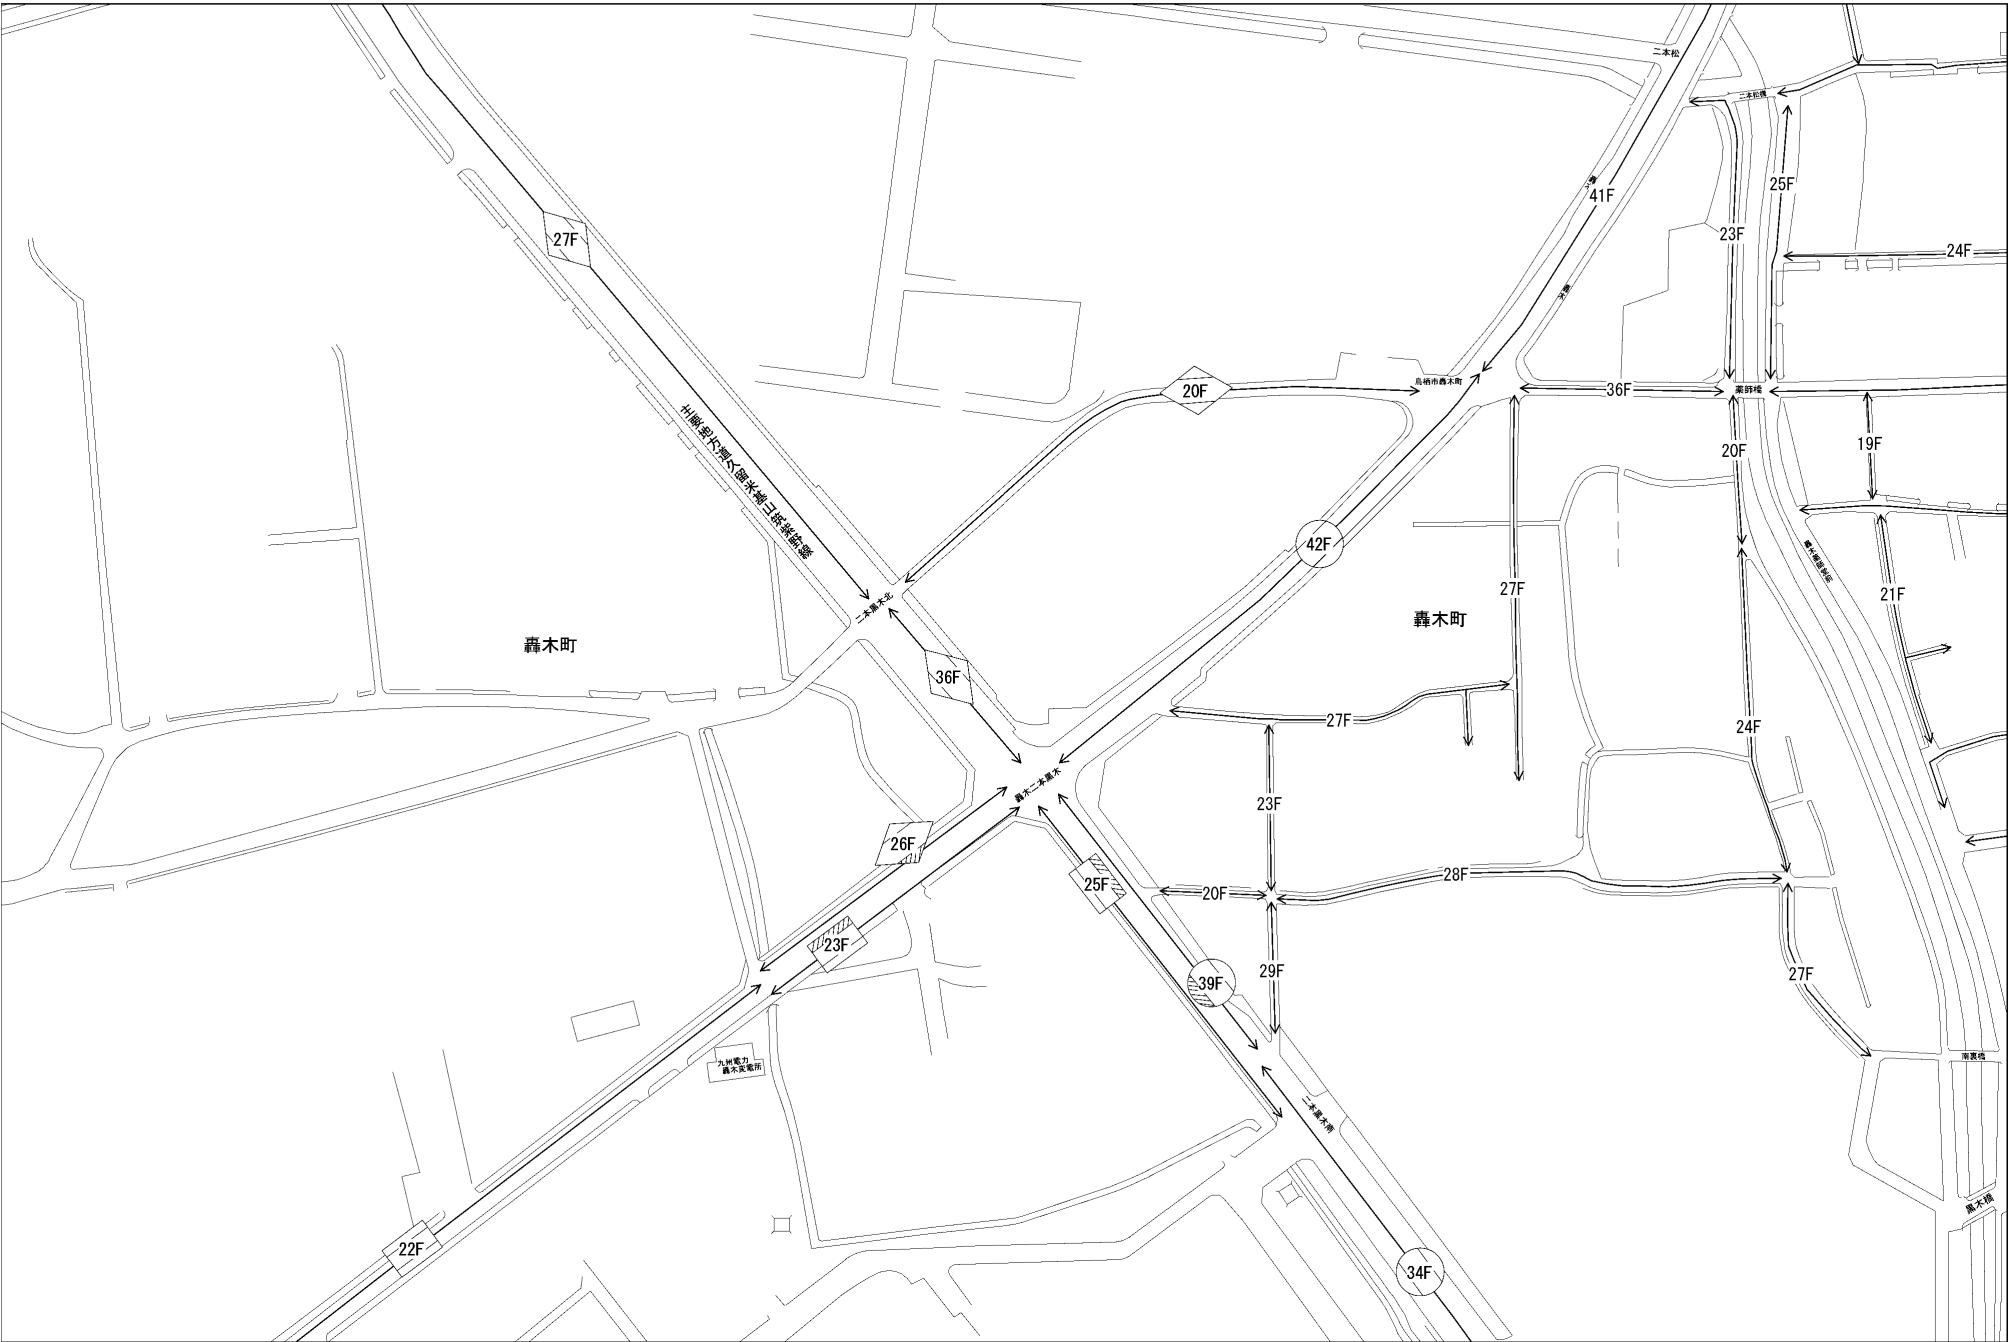 二本松
二本松橋
轟木
41F
25F
23F
24F
27F
轟木
20F
鳥栖市轟木町
36F
薬師橋
主要地方道久留米基山筑紫野線
20F
19F
42F
27F
21F
二本黒木北
轟木町
轟木町
36F
27F
24F
轟木二本黒木
23F
26F
25F
20F
28F
23F
39F
29F
27F
九州電力
轟木変電所
南裏橋
二本黒木南
黒木橋
22F
34F